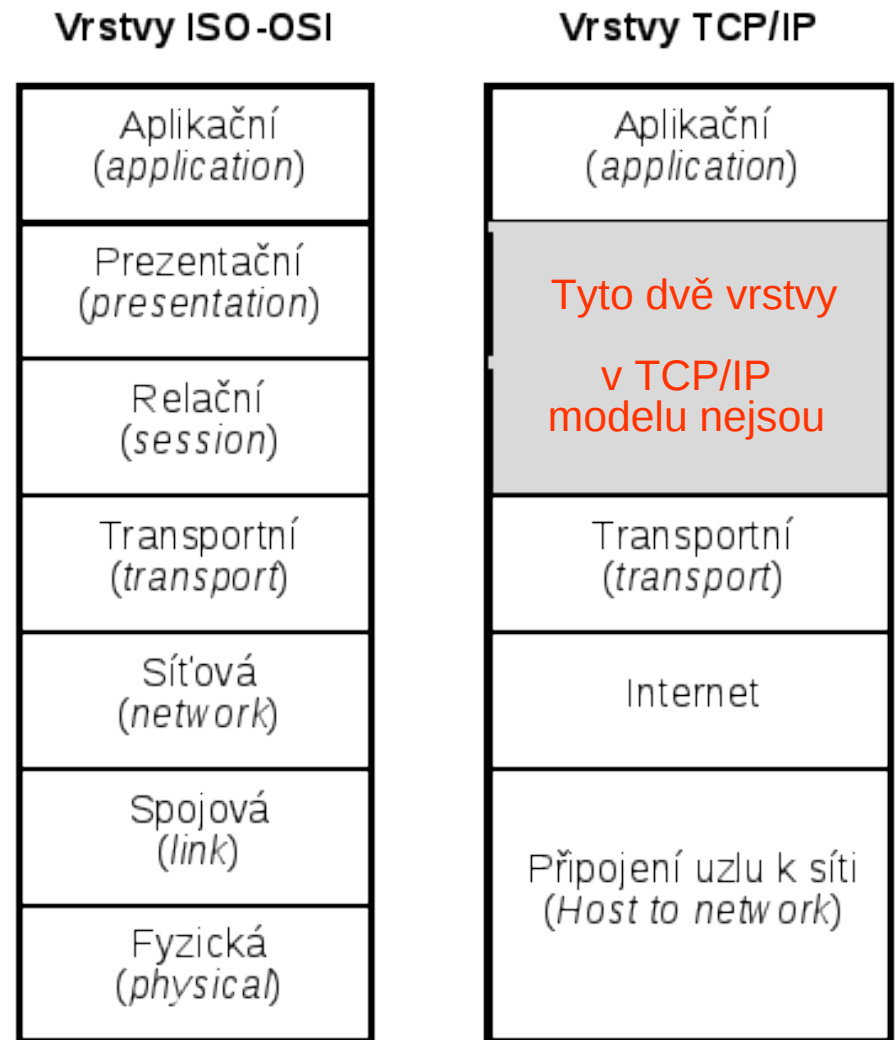 Vrstvy ISO-OSI
Aplikační
(application)
Prezentační
(presentation)
Relační
(session)
Transportní
(transport)
Síťová
(network)
Spojová
(link)
Fyzická
(physical)
Vrstvy TCP/IP
Aplikační
(application)
Tyto dvě vrstvy
v TCP/IP
modelu nejsou
Transportní
(transport)
Internet
Připojení uzlu k síti
(Host to network)